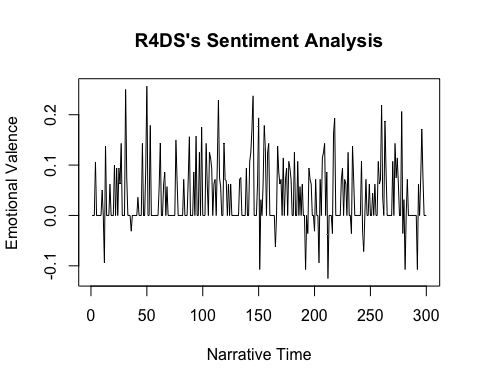 R4DS's Sentiment Analysis
Emotional Valence
0.2
0.1
0.0
-0.1
0 50 100 150 200 250 300
Narrative Time